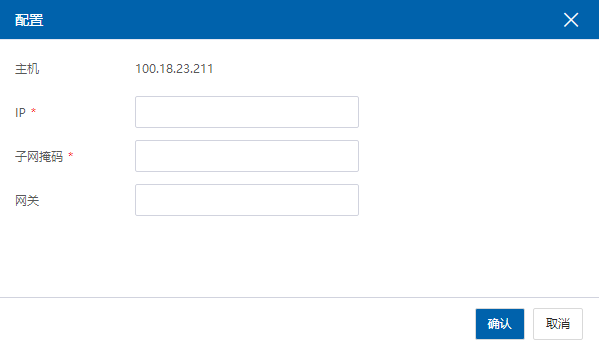 配置
主机 100.18.23.211
IP *
子网掩码 *
网关
确认 取消